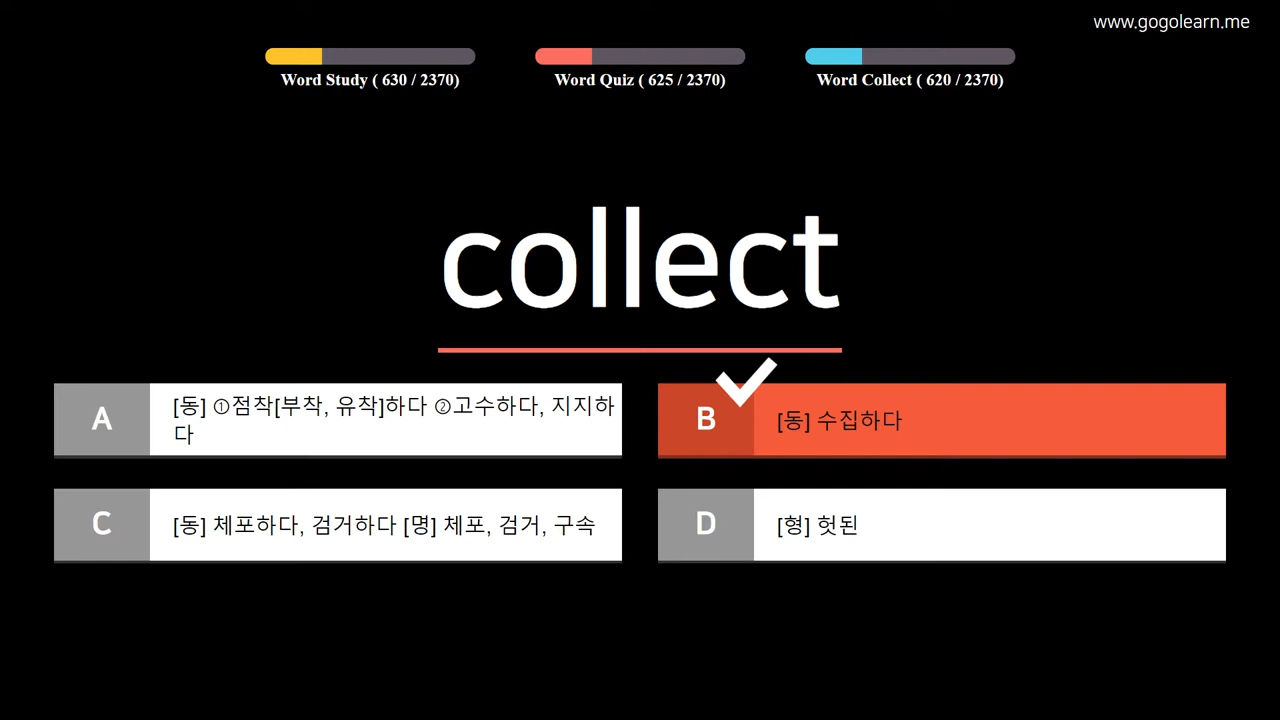 www.gogolearn.me
Word Study ( 630 / 2370)
Word Quiz ( 625 / 2370)
Word Collect ( 620 / 2370)
collect
A
[동] ①점착[부착, 유착]하다 ②고수하다, 지지하
다
B
[동] 수집하다
C
[동] 체포하다, 검거하다 [명] 체포, 검거, 구속
D
[형] 헛된